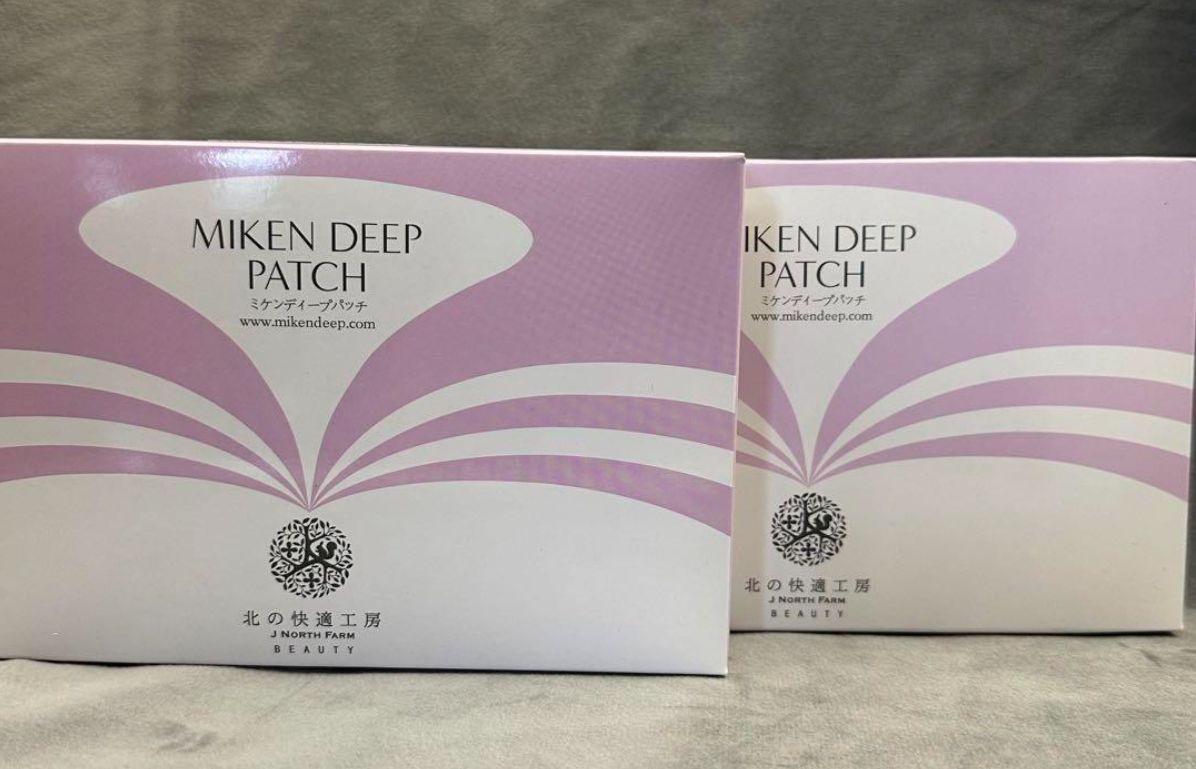 MIKEN DEEP
PATCH
ミケンディープパッチ
www.mikendeep.com
北の快適工房
J NORTH FARM
BEAUTY
IKEN DEEP
PATCH
ミケンディープパッチ
www.mikendeep.com
北の快適工房
J NORTH FARM
BEAUTY